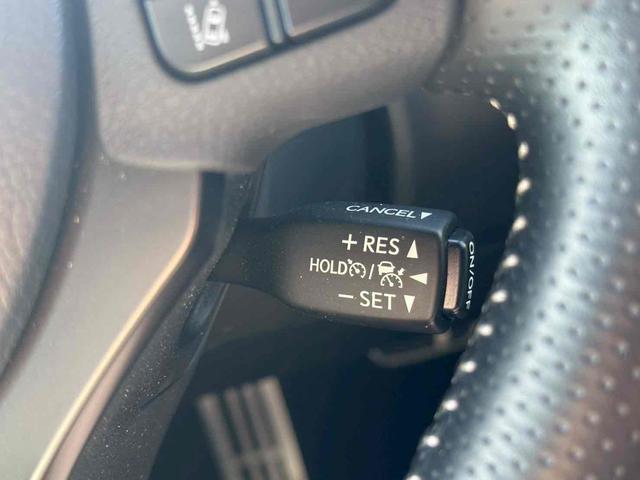 CANCEL▼
+ RES ▲
HOLD / ◀
− SET ▼
ON/OFF